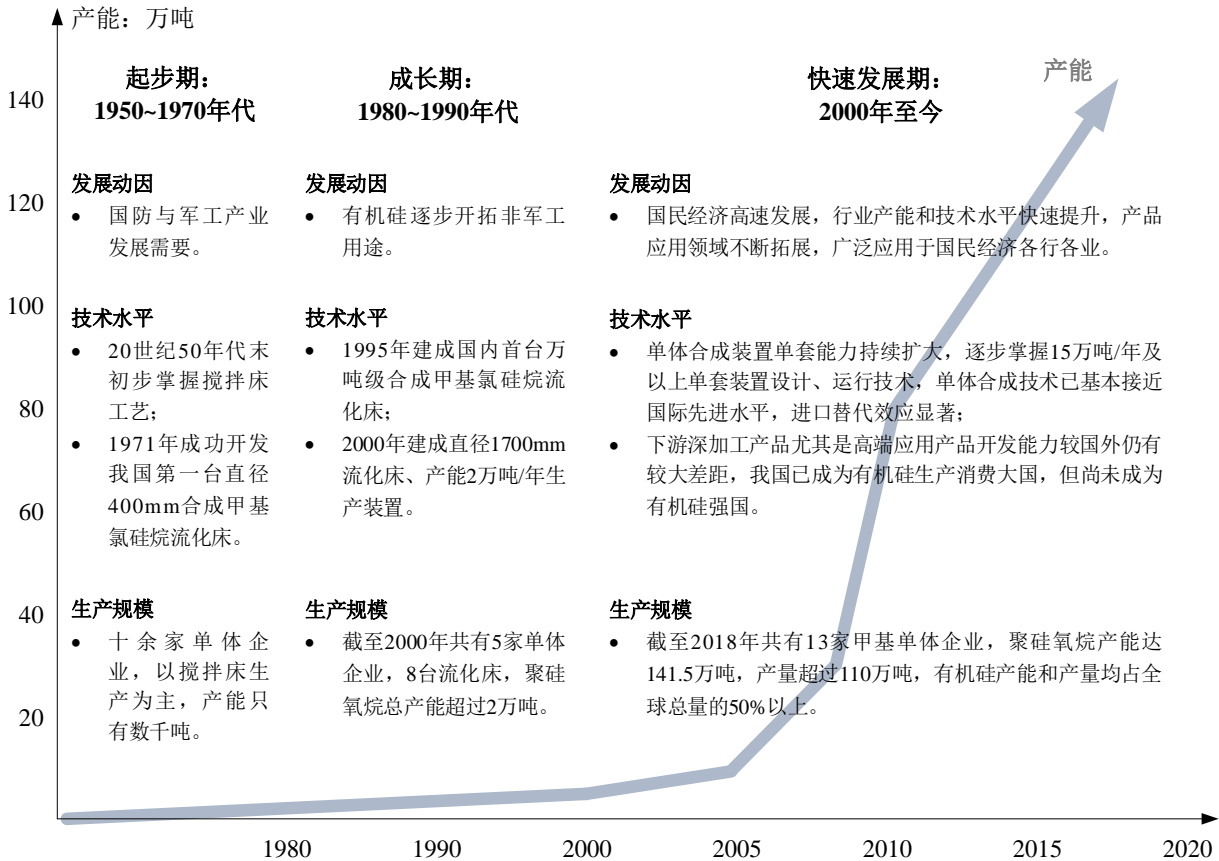 产能：万吨
起步期：
1950~1970年代
成长期：
1980~1990年代
快速发展期：
2000年至今
产能
140
120
100
80
60
40
20
发展动因
• 国防与军工产业
发展需要。
技术水平
• 20世纪50年代末
初步掌握搅拌床
工艺；
• 1971年成功开发
我国第一台直径
400mm合成甲基
氯硅烷流化床。
生产规模
• 十余家单体企
业，以搅拌床生
产为主，产能只
有数千吨。
发展动因
• 有机硅逐步开拓非军工
用途。
技术水平
• 1995年建成国内首台万
吨级合成甲基氯硅烷流
化床；
• 2000年建成直径1700mm
流化床、产能2万吨/年生
产装置。
生产规模
• 截至2000年共有5家单体
企业，8台流化床，聚硅
氧烷总产能超过2万吨。
发展动因
• 国民经济高速发展，行业产能和技术水平快速提升，产品
应用领域不断拓展，广泛应用于国民经济各行各业。
技术水平
• 单体合成装置单套能力持续扩大，逐步掌握15万吨/年及
以上单套装置设计、运行技术，单体合成技术已基本接近
国际先进水平，进口替代效应显著；
• 下游深加工产品尤其是高端应用产品开发能力较国外仍有
较大差距，我国已成为有机硅生产消费大国，但尚未成为
有机硅强国。
生产规模
• 截至2018年共有13家甲基单体企业，聚硅氧烷产能达
141.5万吨，产量超过110万吨，有机硅产能和产量均占全
球总量的50%以上。
1980 1990 2000 2005 2010 2015 2020